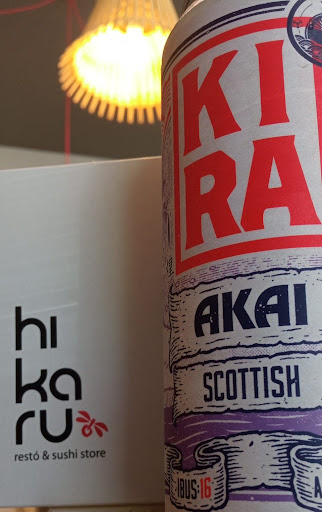 hi
ka
ru
restó & sushi store
KI
RA
AKAI
SCOTTISH
IBUS:16